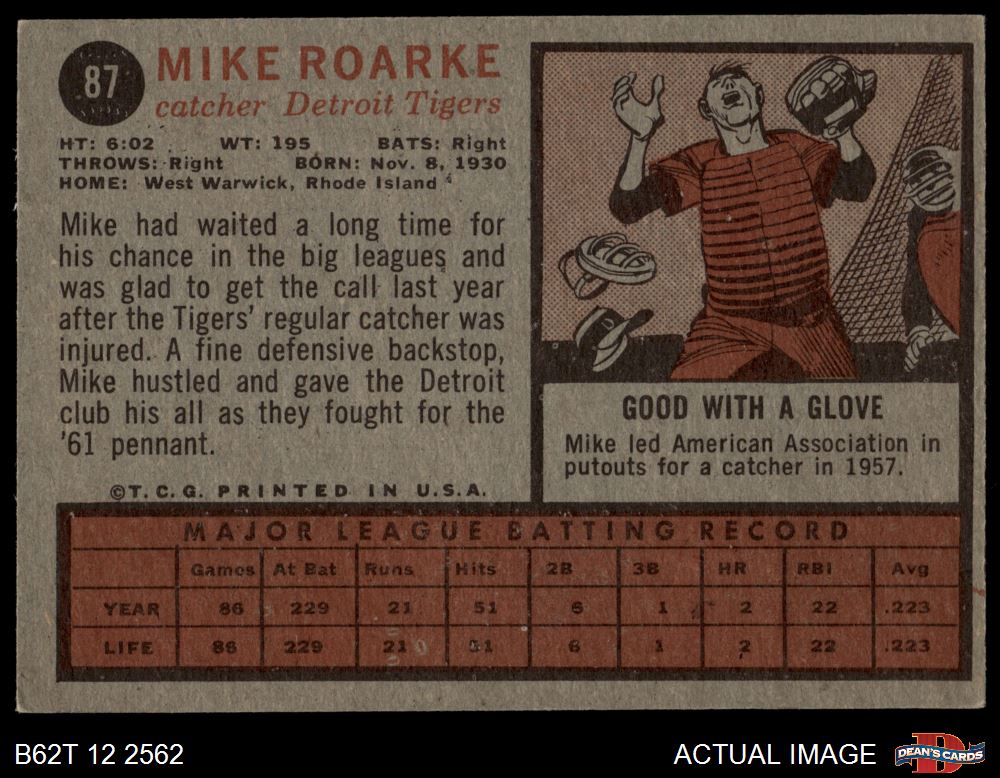 87
MIKE ROARKE
catcher Detroit Tigers
HT: 6:02 WT: 195 BATS: Right
THROWS: Right BORN: Nov. 8, 1930
HOME: West Warwick, Rhode Island
Mike had waited a long time for
his chance in the big leagues and
was glad to get the call last year
after the Tigers' regular catcher was
injured. A fine defensive backstop,
Mike hustled and gave the Detroit
club his all as they fought for the
'61 pennant.
©T.C.G. PRINTED IN U.S.A.
GOOD WITH A GLOVE
Mike led American Association in
putouts for a catcher in 1957.
MAJOR LEAGUE BATTING RECORD
Games At Bat Runs Hits 2B 3B HR RBI Avg
YEAR 86 229 21 51 6 1 2 22 .223
LIFE 86 229 21 51 6 1 2 22 .223
B62T 12 2562
ACTUAL IMAGE
D
DEAN'S CARDS